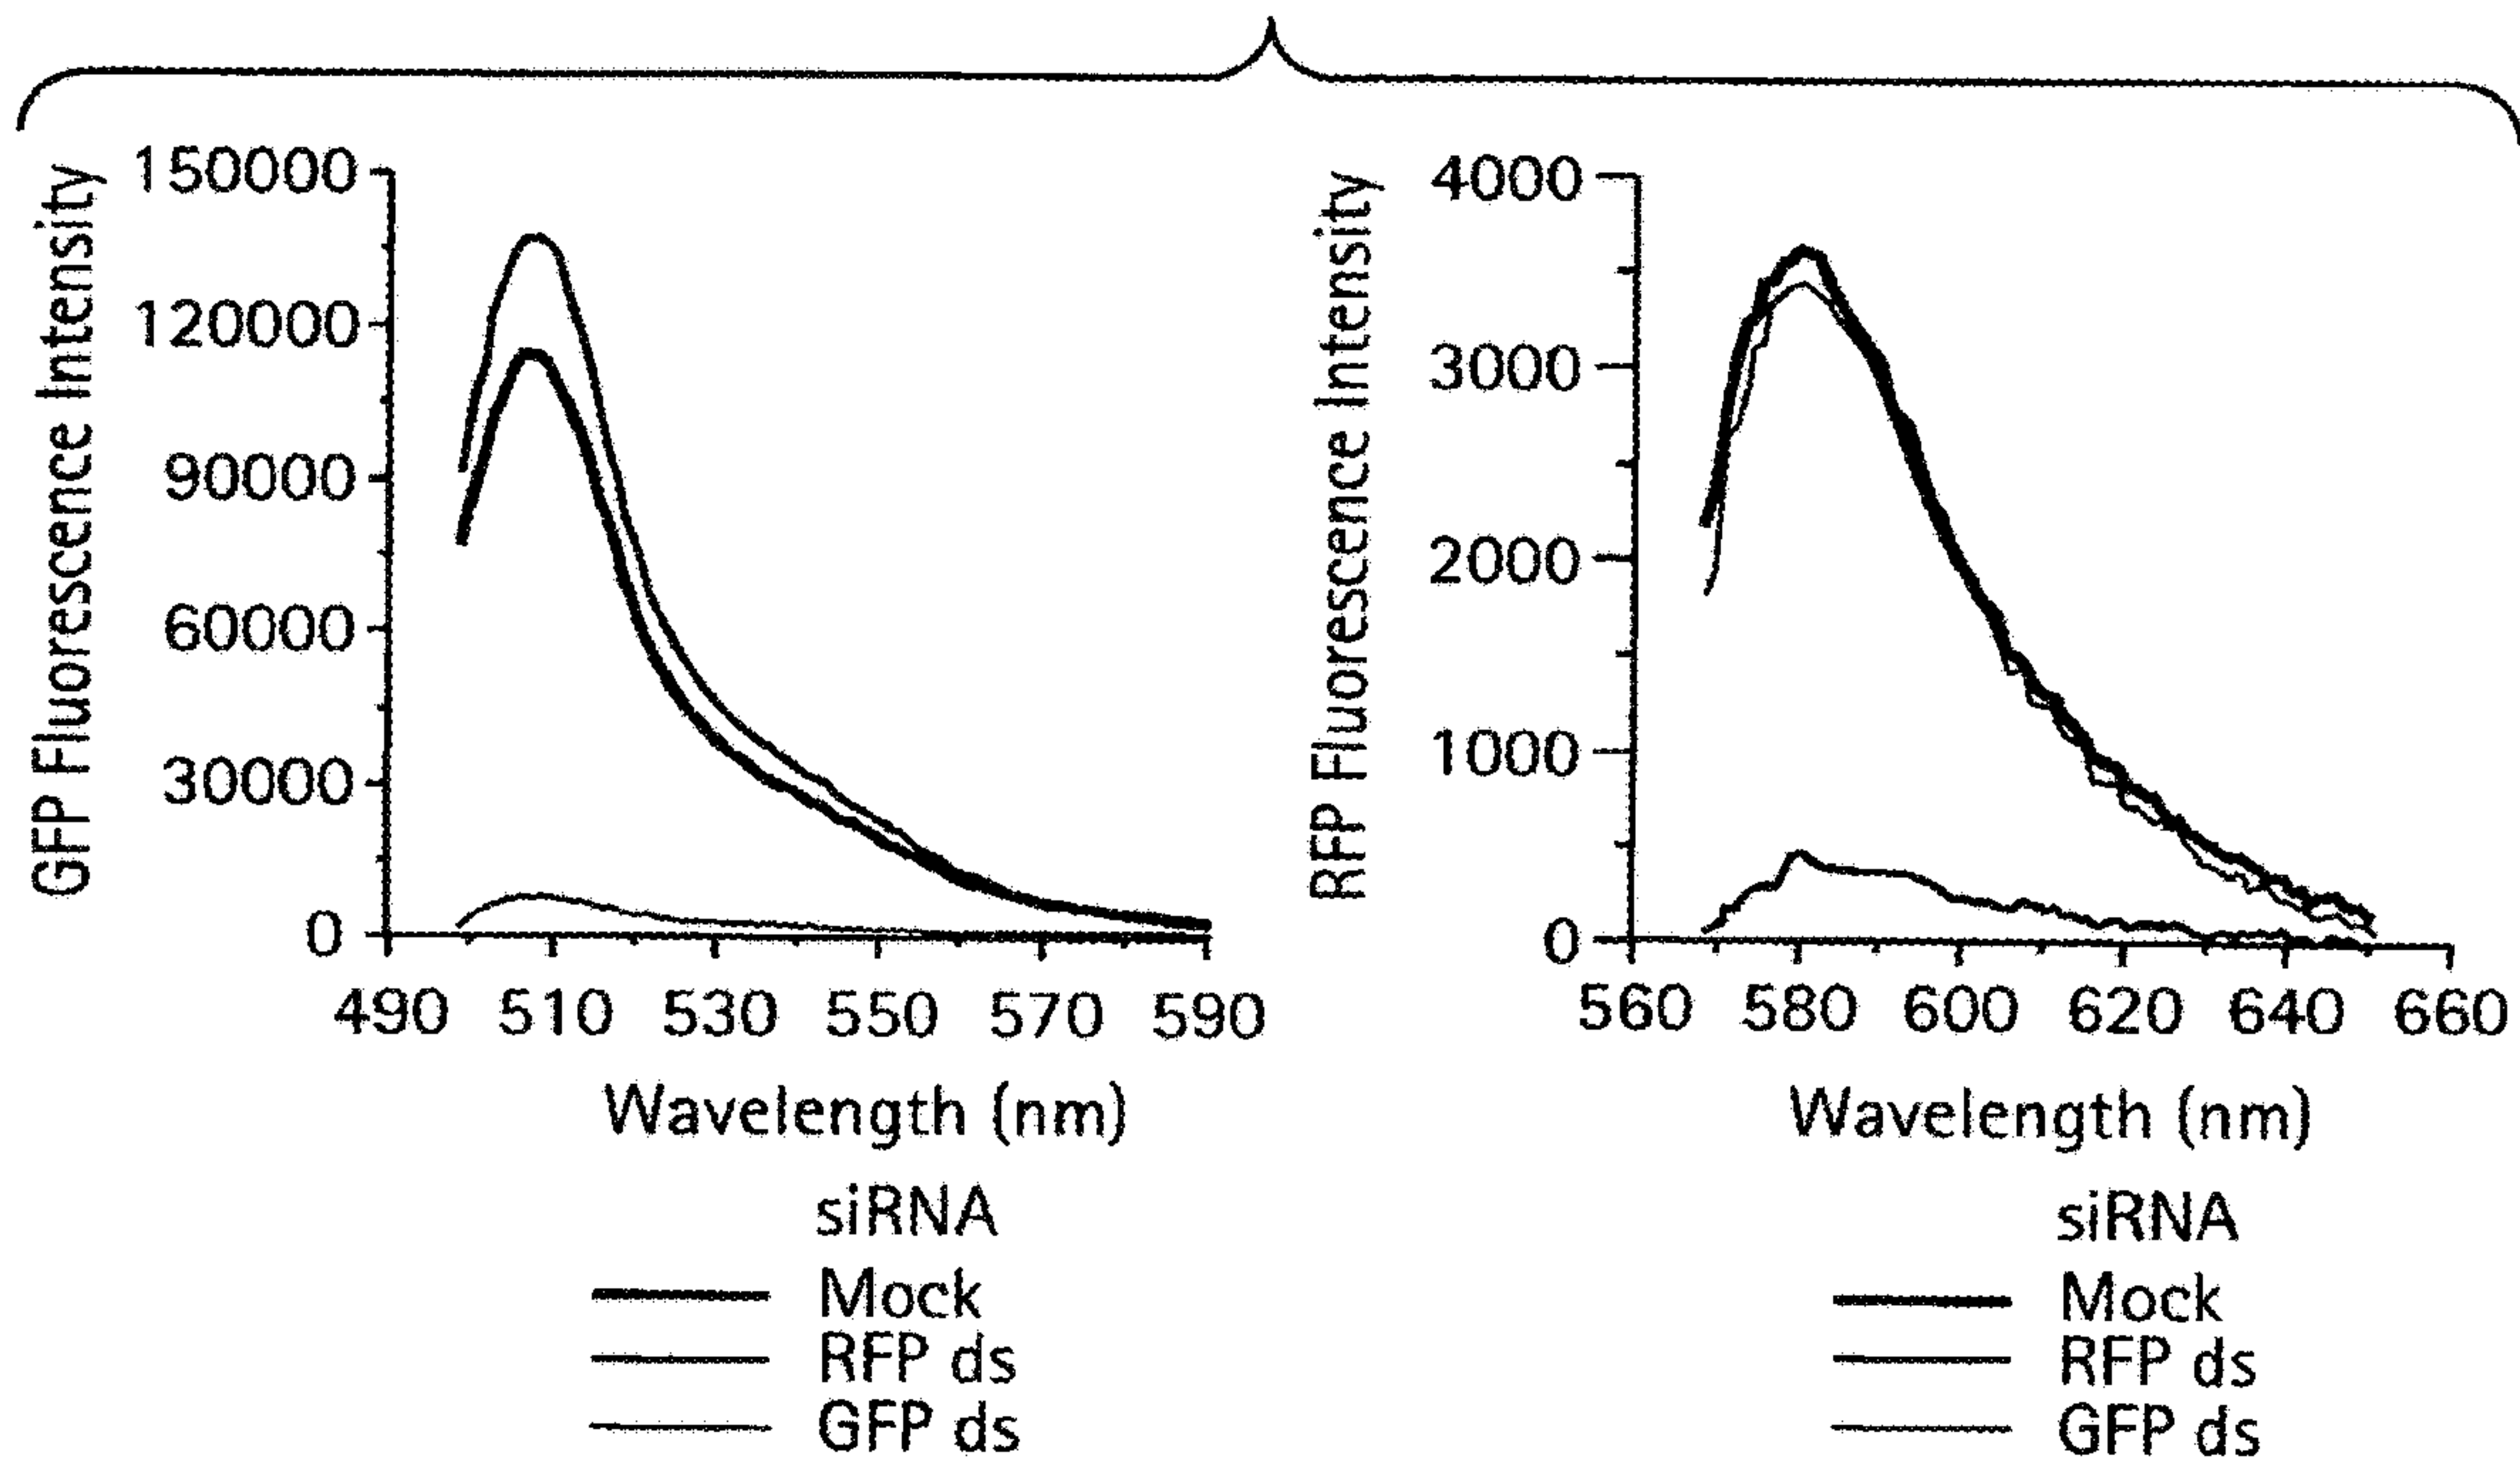 GFP Fluorescence Intensity
150000
120000
90000
60000
30000
0
490 510 530 550 570 590
Wavelength (nm)
siRNA
Mock
RFP ds
GFP ds
RFP Fluorescence Intensity
4000
3000
2000
1000
0
560 580 600 620 640 660
Wavelength (nm)
siRNA
Mock
RFP ds
GFP ds